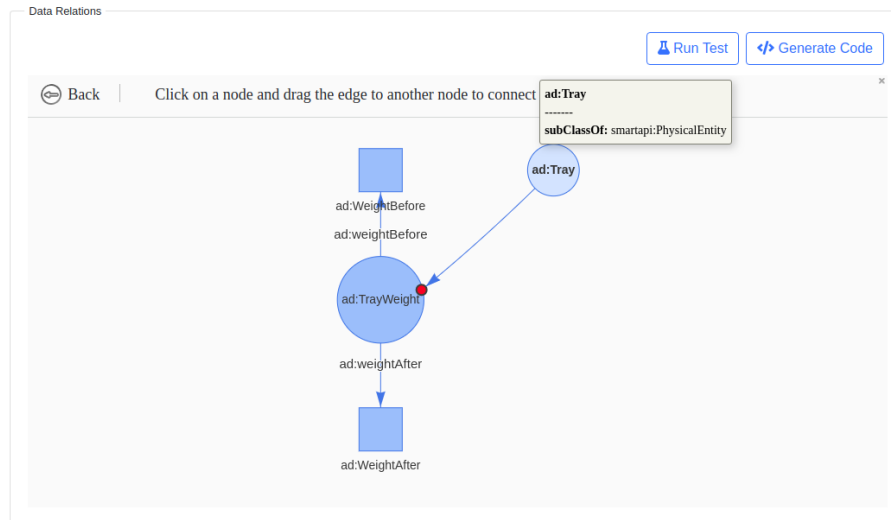 Data Relations
Run Test
Generate Code
Back
Click on a node and drag the edge to another node to connect
ad:Tray
-------
subClassOf: smartapi:PhysicalEntity
ad:Tray
ad:WeightBefore
ad:weightBefore
ad:TrayWeight
ad:weightAfter
ad:WeightAfter